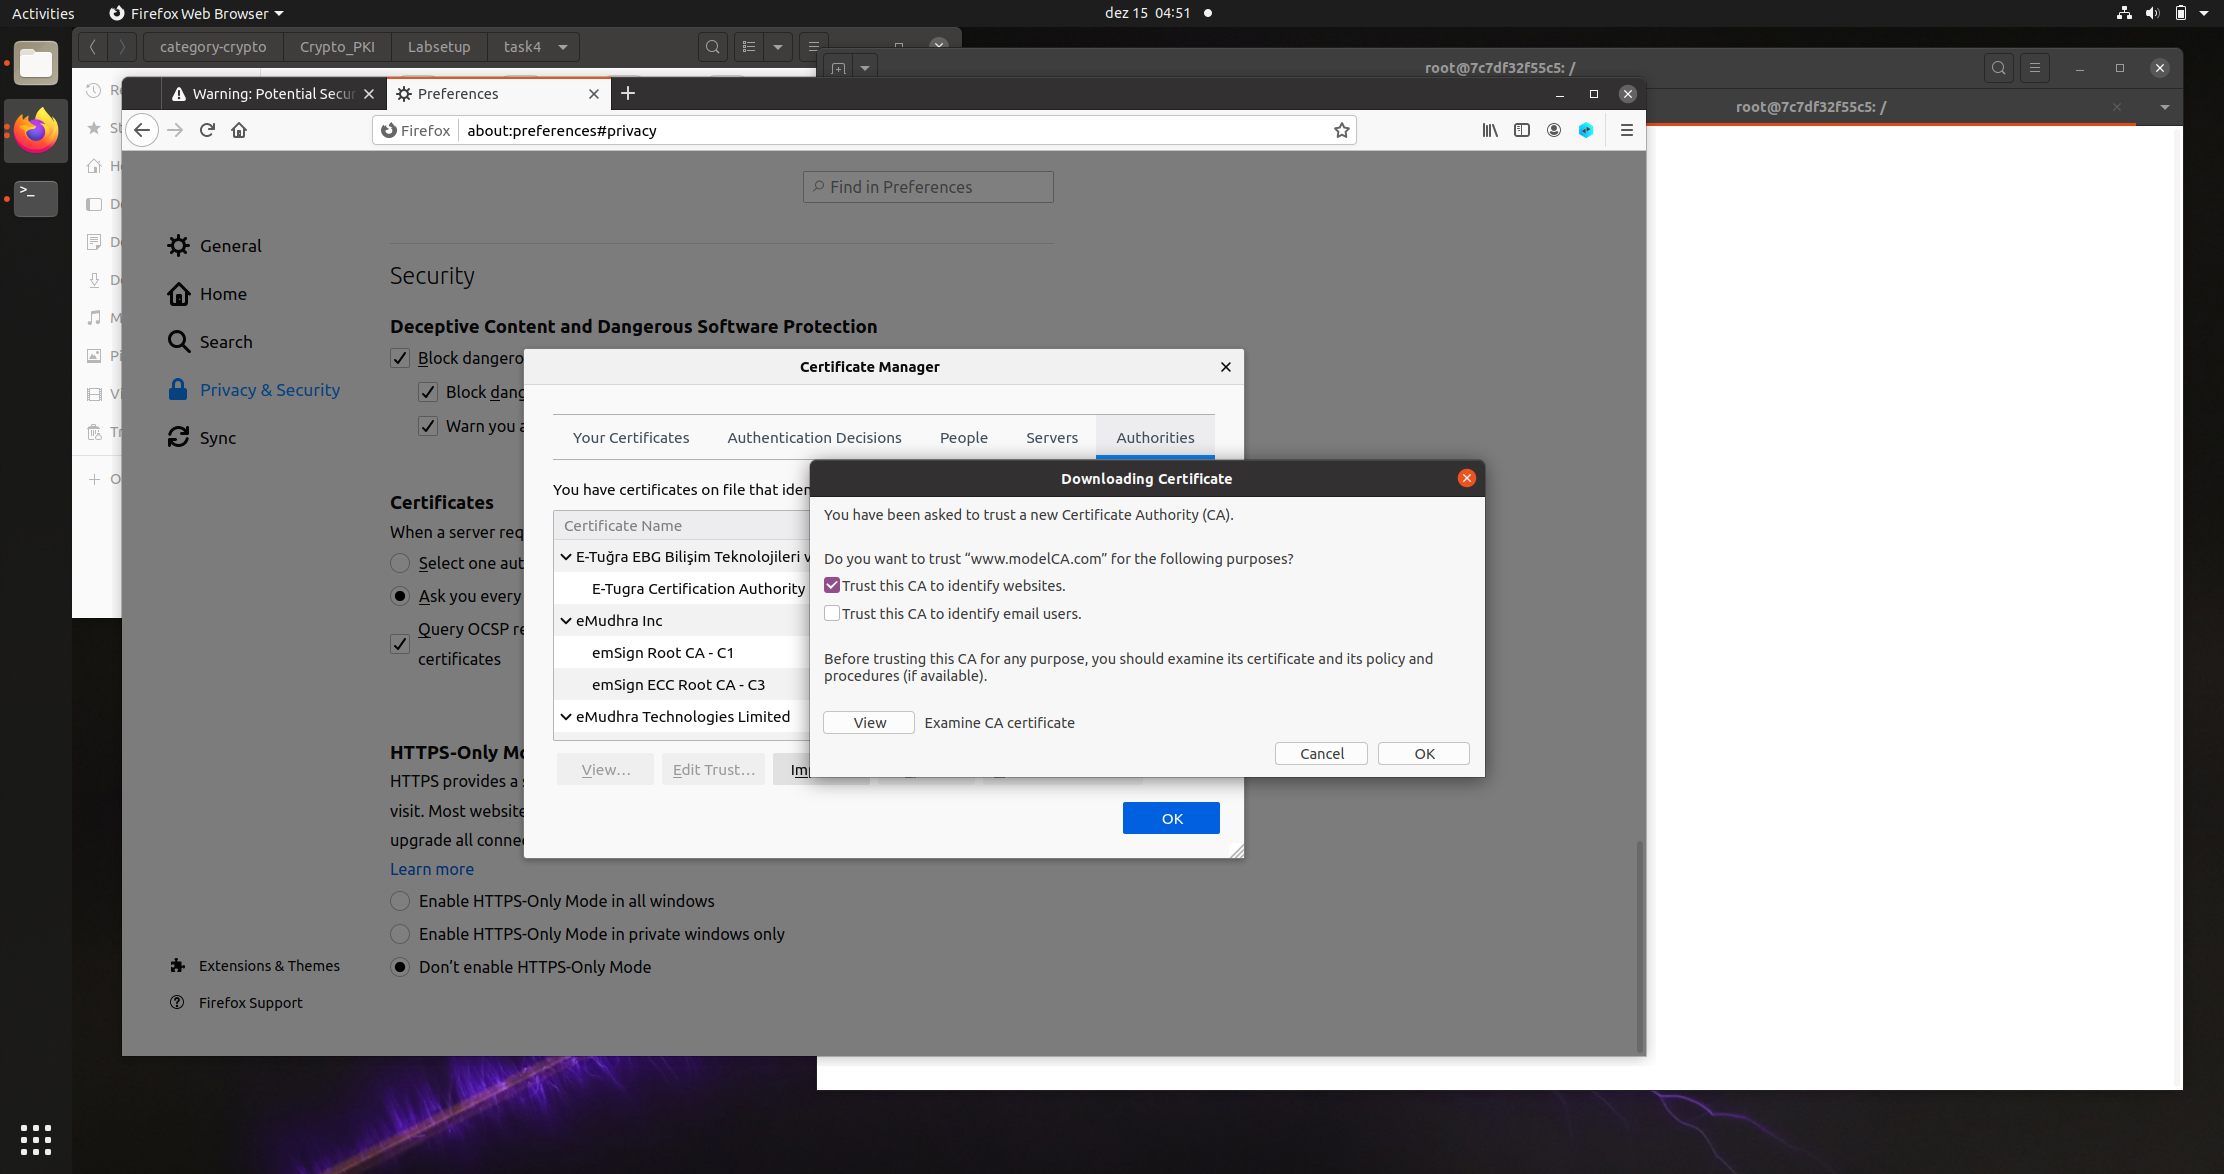 Activities
Firefox Web Browser
dez 15 04:51
category-crypto
Crypto_PKI
Labsetup
task4
root@7c7df32f55c5: /
root@7c7df32f55c5: /
Warning: Potential Secur
Preferences
Firefox
about:preferences#privacy
Find in Preferences
General
Home
Search
Privacy & Security
Sync
Extensions & Themes
Firefox Support
Security
Deceptive Content and Dangerous Software Protection
Block dangero
Block dang
Warn you a
Certificates
When a server req
Select one aut
Ask you every
Query OCSP re
certificates
HTTPS-Only Mo
HTTPS provides a s
visit. Most website
upgrade all connec
Learn more
Enable HTTPS-Only Mode in all windows
Enable HTTPS-Only Mode in private windows only
Don't enable HTTPS-Only Mode
Certificate Manager
Your Certificates
Authentication Decisions
People
Servers
Authorities
You have certificates on file that iden
Certificate Name
E-Tuğra EBG Bilişim Teknolojileri v
E-Tugra Certification Authority
eMudhra Inc
emSign Root CA - C1
emSign ECC Root CA - C3
eMudhra Technologies Limited
View…
Edit Trust…
Imp
OK
Downloading Certificate
You have been asked to trust a new Certificate Authority (CA).
Do you want to trust “www.modelCA.com” for the following purposes?
Trust this CA to identify websites.
Trust this CA to identify email users.
Before trusting this CA for any purpose, you should examine its certificate and its policy and
procedures (if available).
View
Examine CA certificate
Cancel
OK